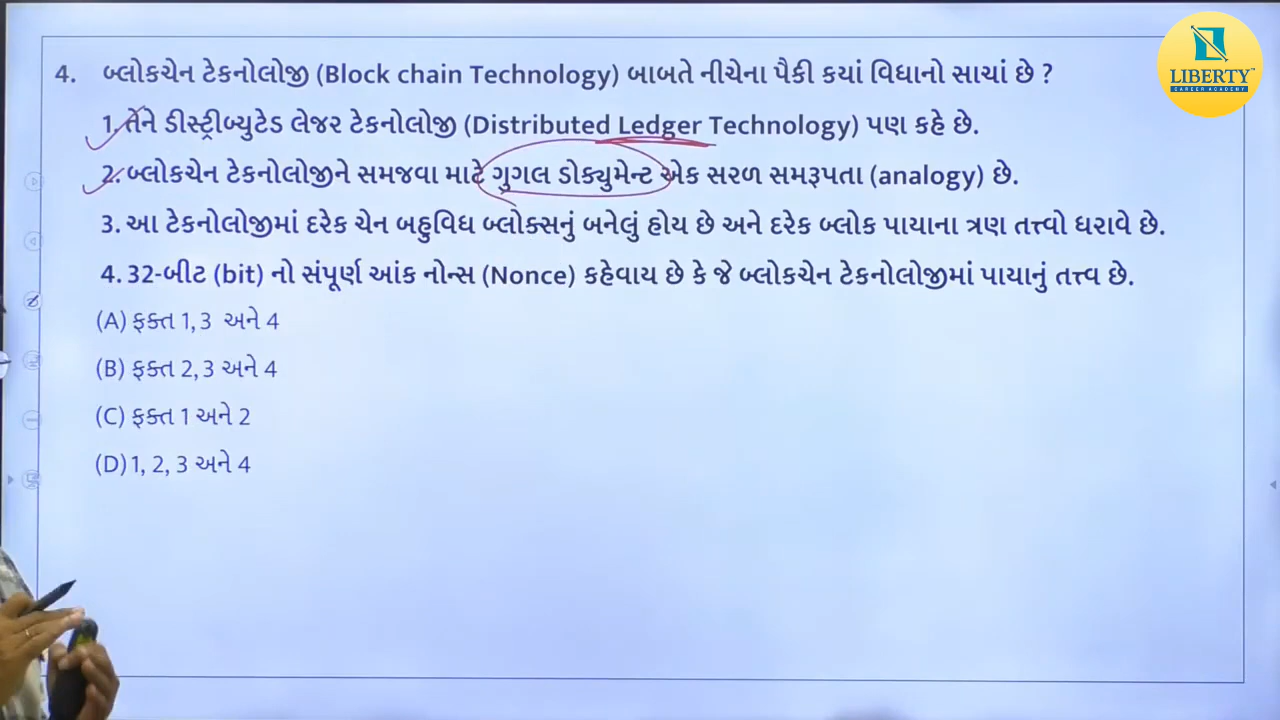 LIBERTY
CAREER ACADEMY
4. બ્લોકચેન ટેકનોલોજી (Block chain Technology) બાબતે નીચેના પૈકી કયાં વિધાનો સાચાં છે ?
1. તેને ડીસ્ટ્રીબ્યુટેડ લેજર ટેકનોલોજી (Distributed Ledger Technology) પણ કહે છે.
2. બ્લોકચેન ટેકનોલોજીને સમજવા માટે ગુગલ ડોક્યુમેન્ટ એક સરળ સમરૂપતા (analogy) છે.
3. આ ટેકનોલોજીમાં દરેક ચેન બહુવિધ બ્લોક્સનું બનેલું હોય છે અને દરેક બ્લોક પાયાના ત્રણ તત્ત્વો ધરાવે છે.
4. 32-બીટ (bit) નો સંપૂર્ણ આંક નોન્સ (Nonce) કહેવાય છે કે જે બ્લોકચેન ટેકનોલોજીમાં પાયાનું તત્ત્વ છે.
(A) ફક્ત 1, 3 અને 4
(B) ફક્ત 2, 3 અને 4
(C) ફક્ત 1 અને 2
(D) 1, 2, 3 અને 4